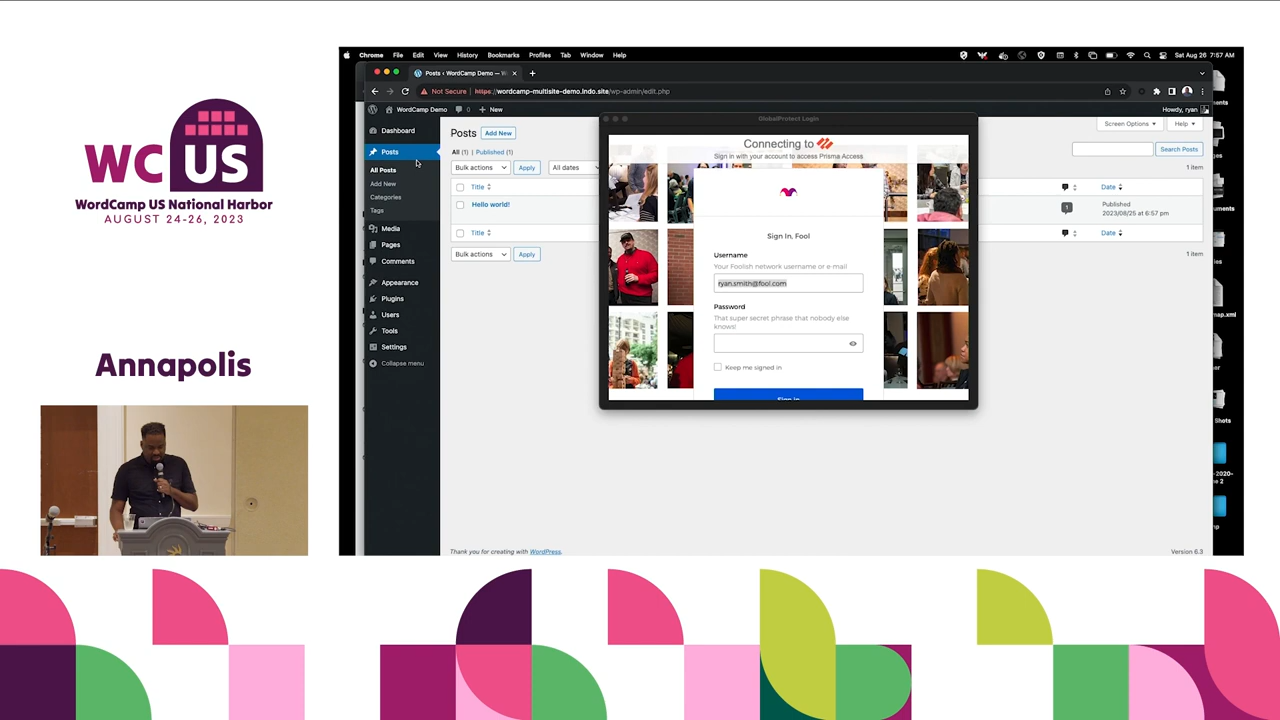 WC US
WordCamp US National Harbor
AUGUST 24-26, 2023
Annapolis
Chrome File Edit View History Bookmarks Profiles Tab Window Help
Sat Aug 26 7:57 AM
Posts ‹ WordCamp Demo — W
Not Secure https://wordcamp-multisite-demo.lndo.site/wp-admin/edit.php
WordCamp Demo 0 New
Howdy, ryan
Dashboard
Posts
All Posts
Add New
Categories
Tags
Media
Pages
Comments
Appearance
Plugins
Users
Tools
Settings
Collapse menu
Posts Add New
Screen Options Help
All (1) | Published (1)
Search Posts
Bulk actions Apply All dates
1 item
Title
Date
Hello world!
1
Published
2023/08/25 at 6:57 pm
Title
Date
Bulk actions Apply
1 item
GlobalProtect Login
Connecting to
Sign in with your account to access Prisma Access
Sign In, Fool
Username
Your Foolish network username or e-mail
ryan.smith@fool.com
Password
That super secret phrase that nobody else
knows!
Keep me signed in
Sign in
Thank you for creating with WordPress.
Version 6.3